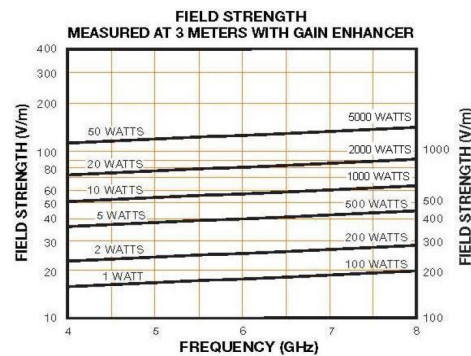 FIELD STRENGTH
MEASURED AT 3 METERS WITH GAIN ENHANCER
FIELD STRENGTH (V/m)
400
300
200
100
80
60
50
40
30
20
10
50 WATTS
20 WATTS
10 WATTS
5 WATTS
2 WATTS
1 WATT
5000 WATTS
2000 WATTS
1000 WATTS
500 WATTS
200 WATTS
100 WATTS
1000
500
400
300
200
100
FIELD STRENGTH (V/m)
4 5 6 7 8
FREQUENCY (GHz)